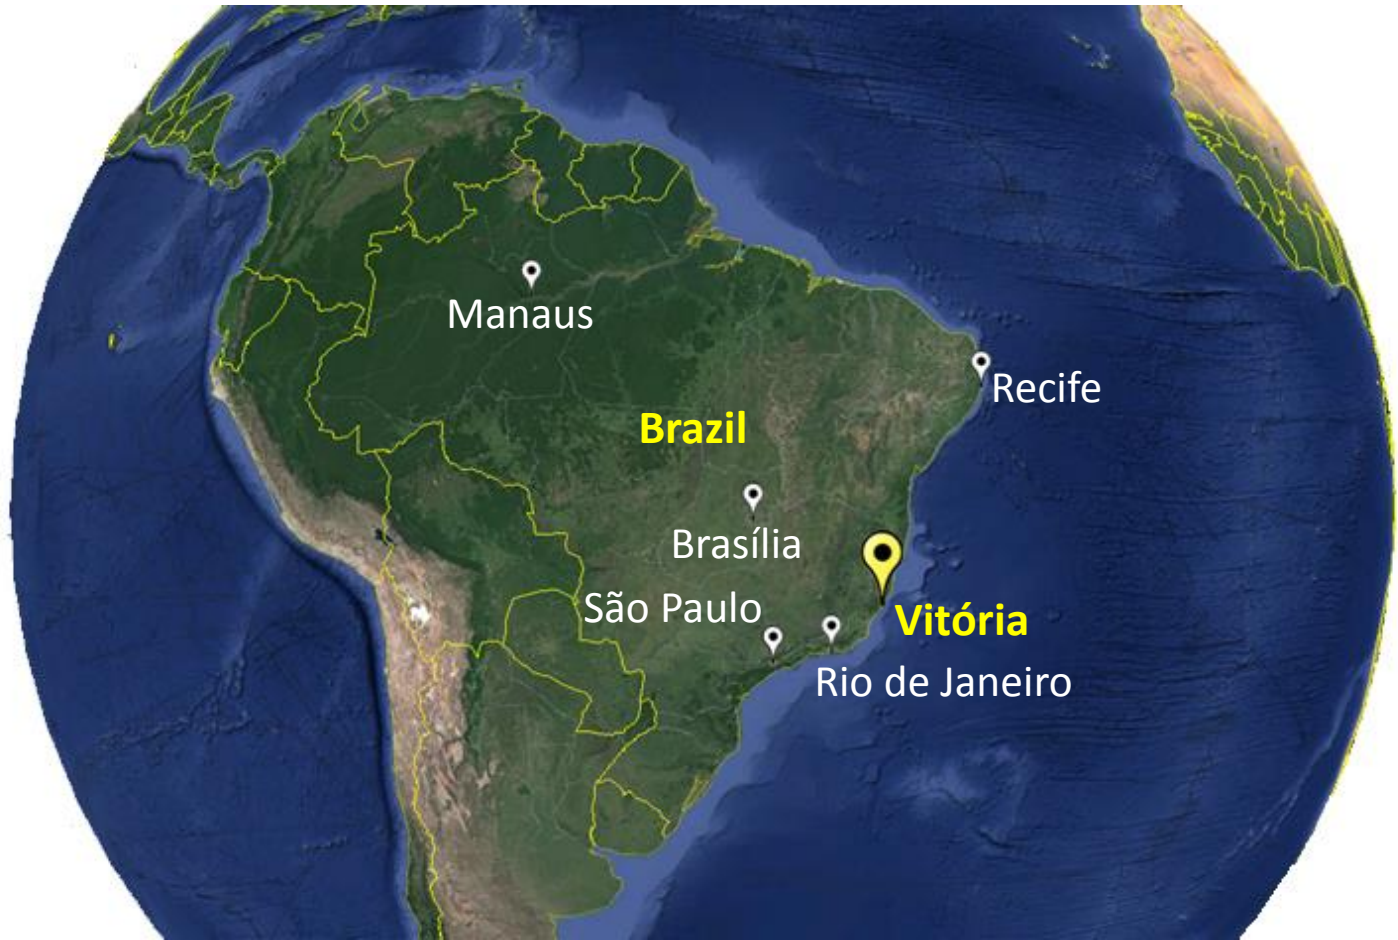 Manaus
Recife
Brazil
Brasília
São Paulo
Vitória
Rio de Janeiro